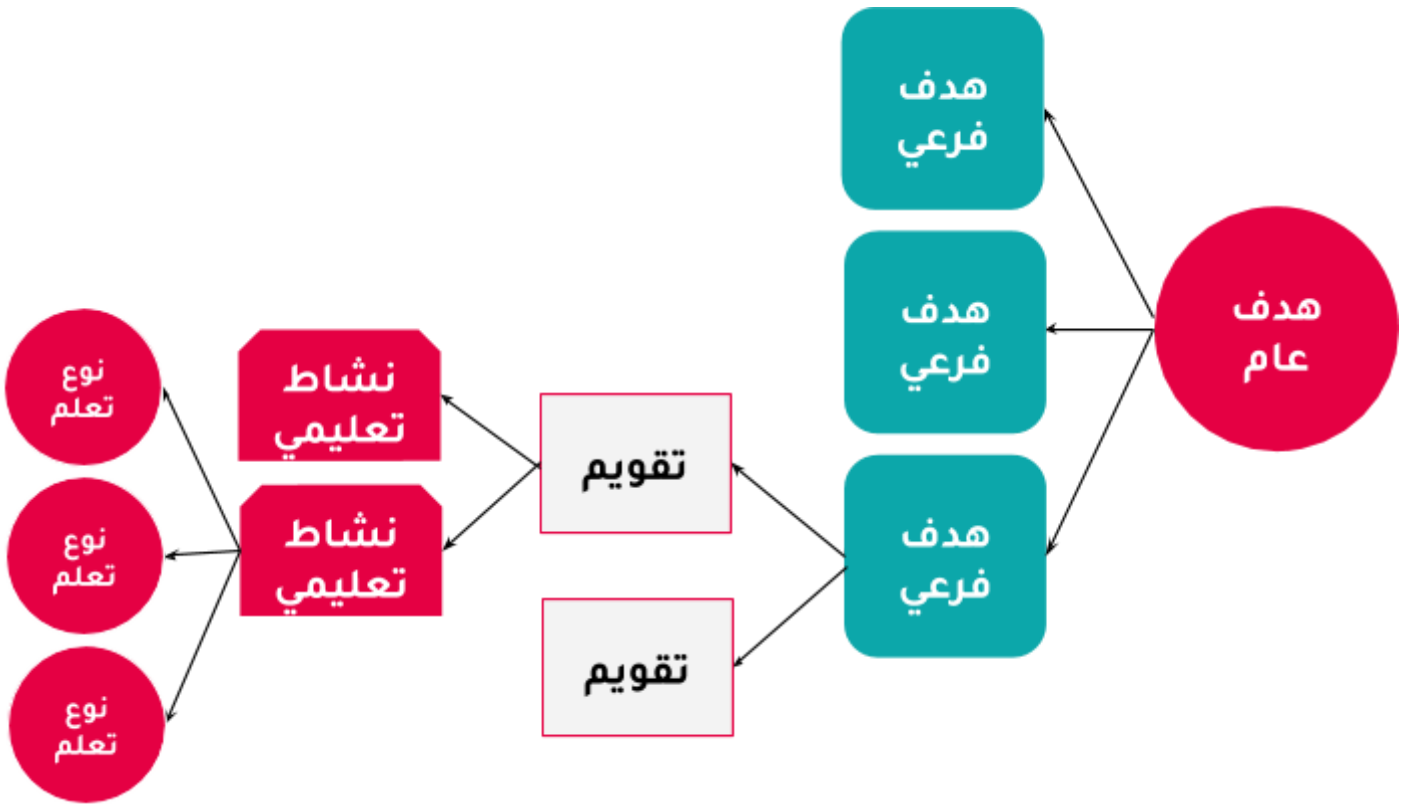 هدف
عام
هدف
فرعي
هدف
فرعي
هدف
فرعي
تقويم
تقويم
نشاط
تعليمي
نشاط
تعليمي
نوع
تعلم
نوع
تعلم
نوع
تعلم